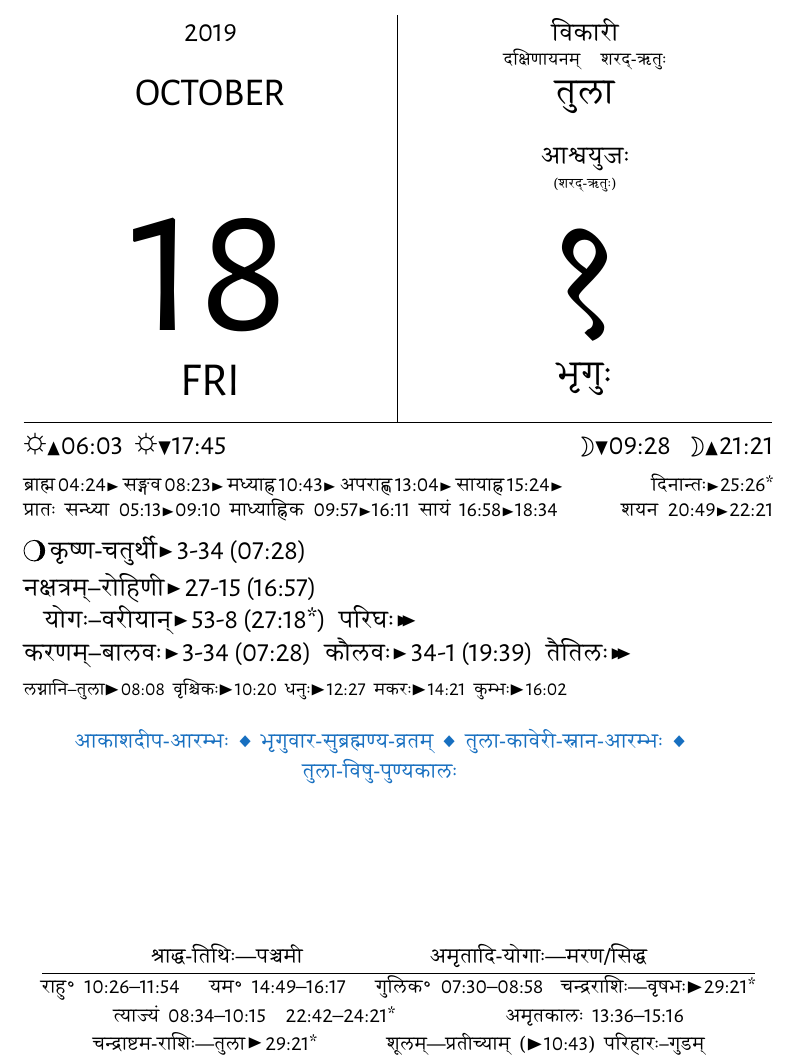 2019
OCTOBER
18
FRI
विकारी
दक्षिणायनम् शरद्-ऋतुः
तुला
आश्वयुजः
(शरद्-ऋतुः)
१
भृगुः
☼▲06:03 ☼▼17:45 ☽▼09:28 ☽▲21:21
ब्राह्म 04:24► सङ्गव 08:23► मध्याह्न 10:43► अपराह्ण 13:04► सायाह्न 15:24► दिनान्तः►25:26*
प्रातः सन्ध्या 05:13►09:10 माध्याह्निक 09:57►16:11 सायं 16:58►18:34 शयन 20:49►22:21
कृष्ण-चतुर्थी►3-34 (07:28)
नक्षत्रम्–रोहिणी►27-15 (16:57)
योगः–वरीयान्►53-8 (27:18*) परिघः►►
करणम्–बालवः►3-34 (07:28) कौलवः►34-1 (19:39) तैतिलः►►
लग्नानि–तुला►08:08 वृश्चिकः►10:20 धनुः►12:27 मकरः►14:21 कुम्भः►16:02
आकाशदीप-आरम्भः ◆ भृगुवार-सुब्रह्मण्य-व्रतम् ◆ तुला-कावेरी-स्नान-आरम्भः ◆
तुला-विषु-पुण्यकालः
श्राद्ध-तिथिः—पञ्चमी अमृतादि-योगाः—मरण/सिद्ध
राहु॰ 10:26–11:54 यम॰ 14:49–16:17 गुलिक॰ 07:30–08:58 चन्द्रराशिः—वृषभः►29:21*
त्याज्यं 08:34–10:15 22:42–24:21* अमृतकालः 13:36–15:16
चन्द्राष्टम-राशिः—तुला► 29:21* शूलम्—प्रतीच्याम् (►10:43) परिहारः–गुडम्